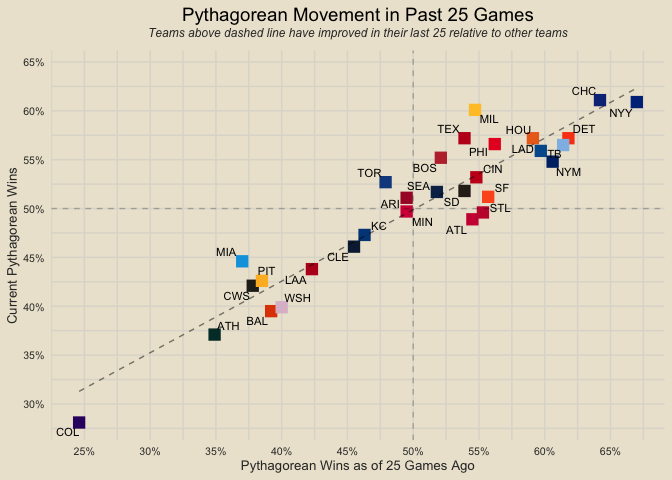 Pythagorean Movement in Past 25 Games
Teams above dashed line have improved in their last 25 relative to other teams
65%
60%
55%
50%
45%
40%
35%
30%
Current Pythagorean Wins
CHC
NYY
MIL
TEX
HOU
DET
PHI
LAD
TB
NYM
BOS
CIN
TOR
SEA
SD
SF
ARI
STL
MIN
ATL
KC
CLE
MIA
PIT
LAA
CWS
WSH
BAL
ATH
COL
25%
30%
35%
40%
45%
50%
55%
60%
65%
Pythagorean Wins as of 25 Games Ago